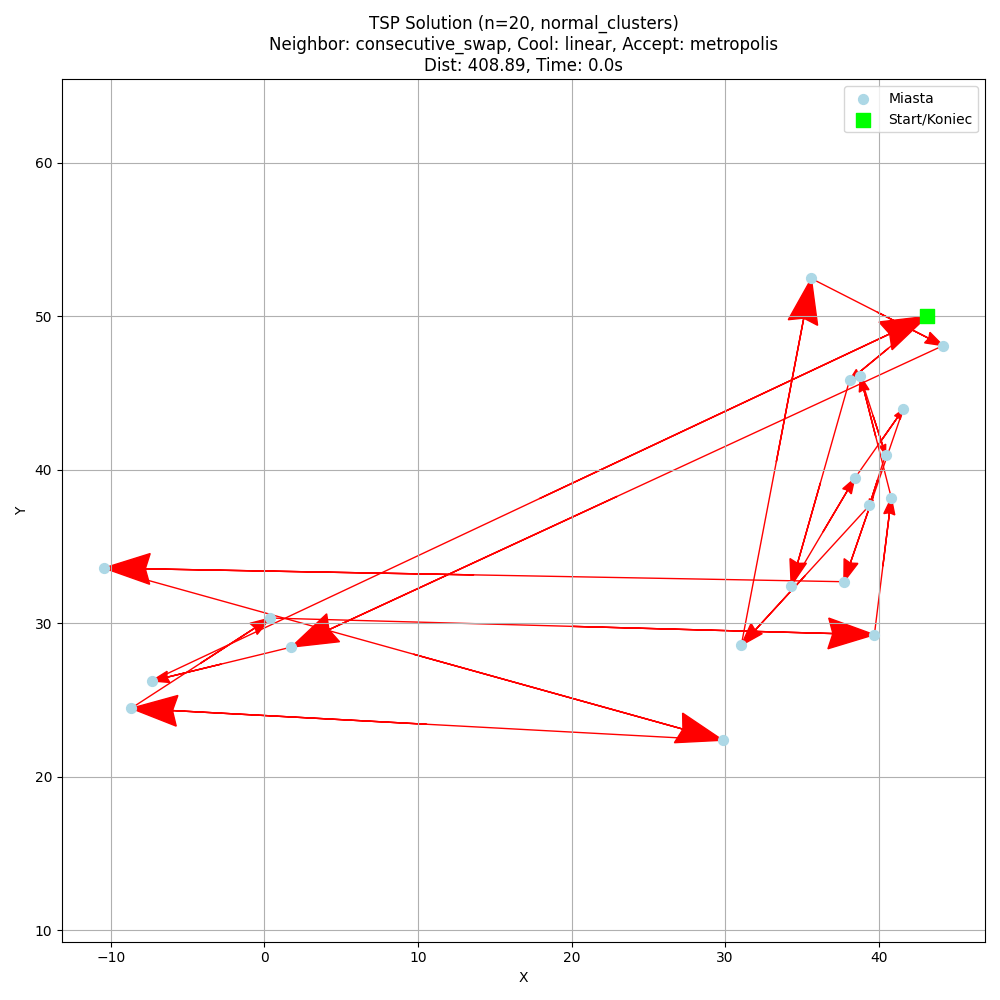 TSP Solution (n=20, normal_clusters)
Neighbor: consecutive_swap, Cool: linear, Accept: metropolis
Dist: 408.89, Time: 0.0s
Miasta
Start/Koniec
60
50
40
30
20
10
Y
−10 0 10 20 30 40
X